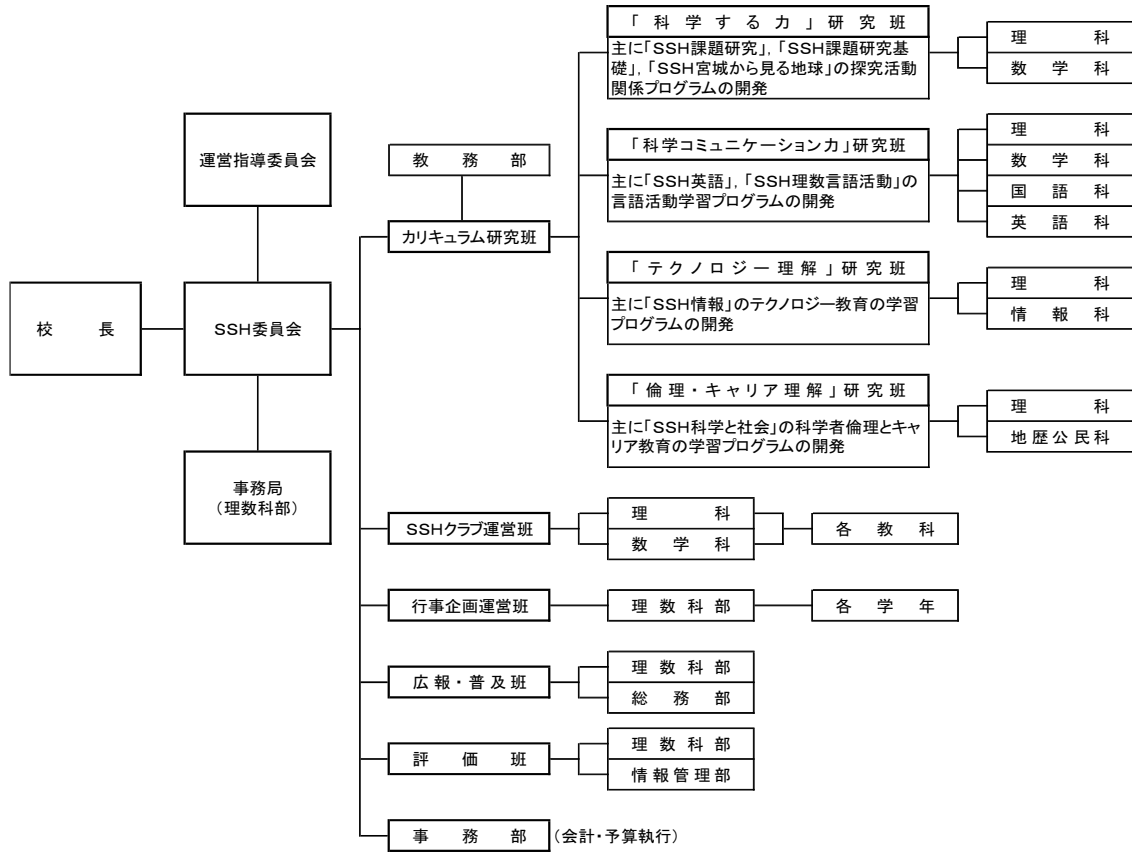 校長
運営指導委員会
SSH委員会
事務局
（理数科部）
教務部
カリキュラム研究班
「科学する力」研究班
主に「SSH課題研究」，「SSH課題研究基
礎」，「SSH宮城から見る地球」の探究活動
関係プログラムの開発
理科
数学科
「科学コミュニケーション力」研究班
主に「SSH英語」，「SSH理数言語活動」の
言語活動学習プログラムの開発
理科
数学科
国語科
英語科
「テクノロジー理解」研究班
主に「SSH情報」のテクノロジー教育の学習
プログラムの開発
理科
情報科
「倫理・キャリア理解」研究班
主に「SSH科学と社会」の科学者倫理とキャ
リア教育の学習プログラムの開発
理科
地歴公民科
SSHクラブ運営班
理科
数学科
各教科
行事企画運営班
理数科部
各学年
広報・普及班
理数科部
総務部
評価班
理数科部
情報管理部
事務部
（会計・予算執行）